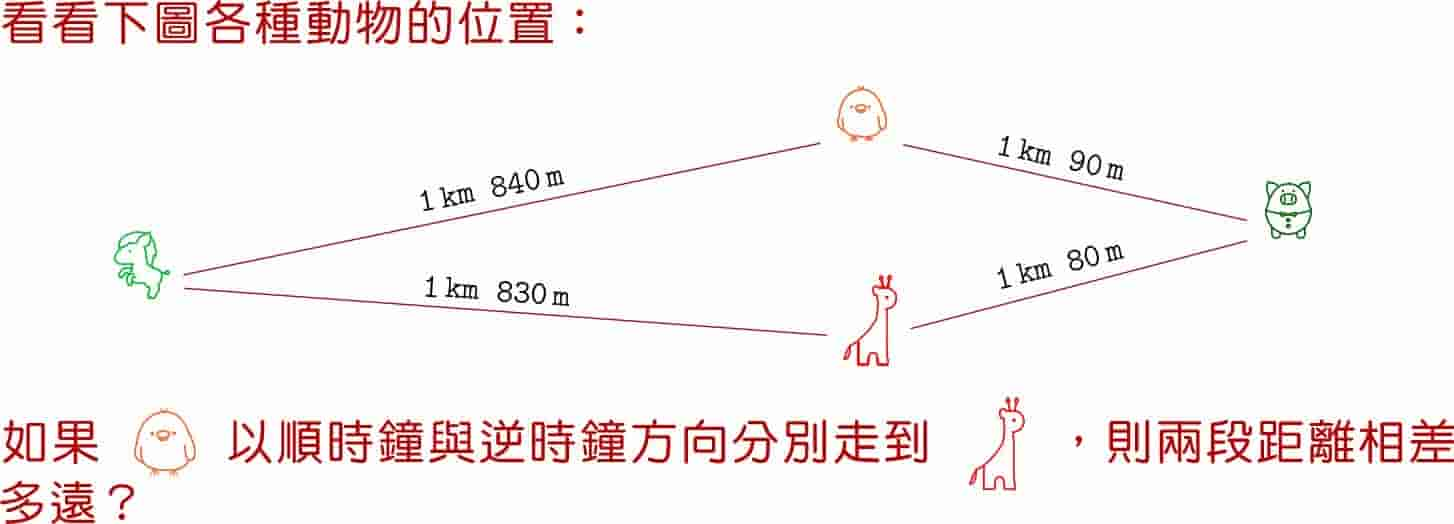 看看下圖各種動物的位置：
1 km 840 m
1 km 90 m
1 km 830 m
1 km 80 m
如果 以順時鐘與逆時鐘方向分別走到 ，則兩段距離相差
多遠？